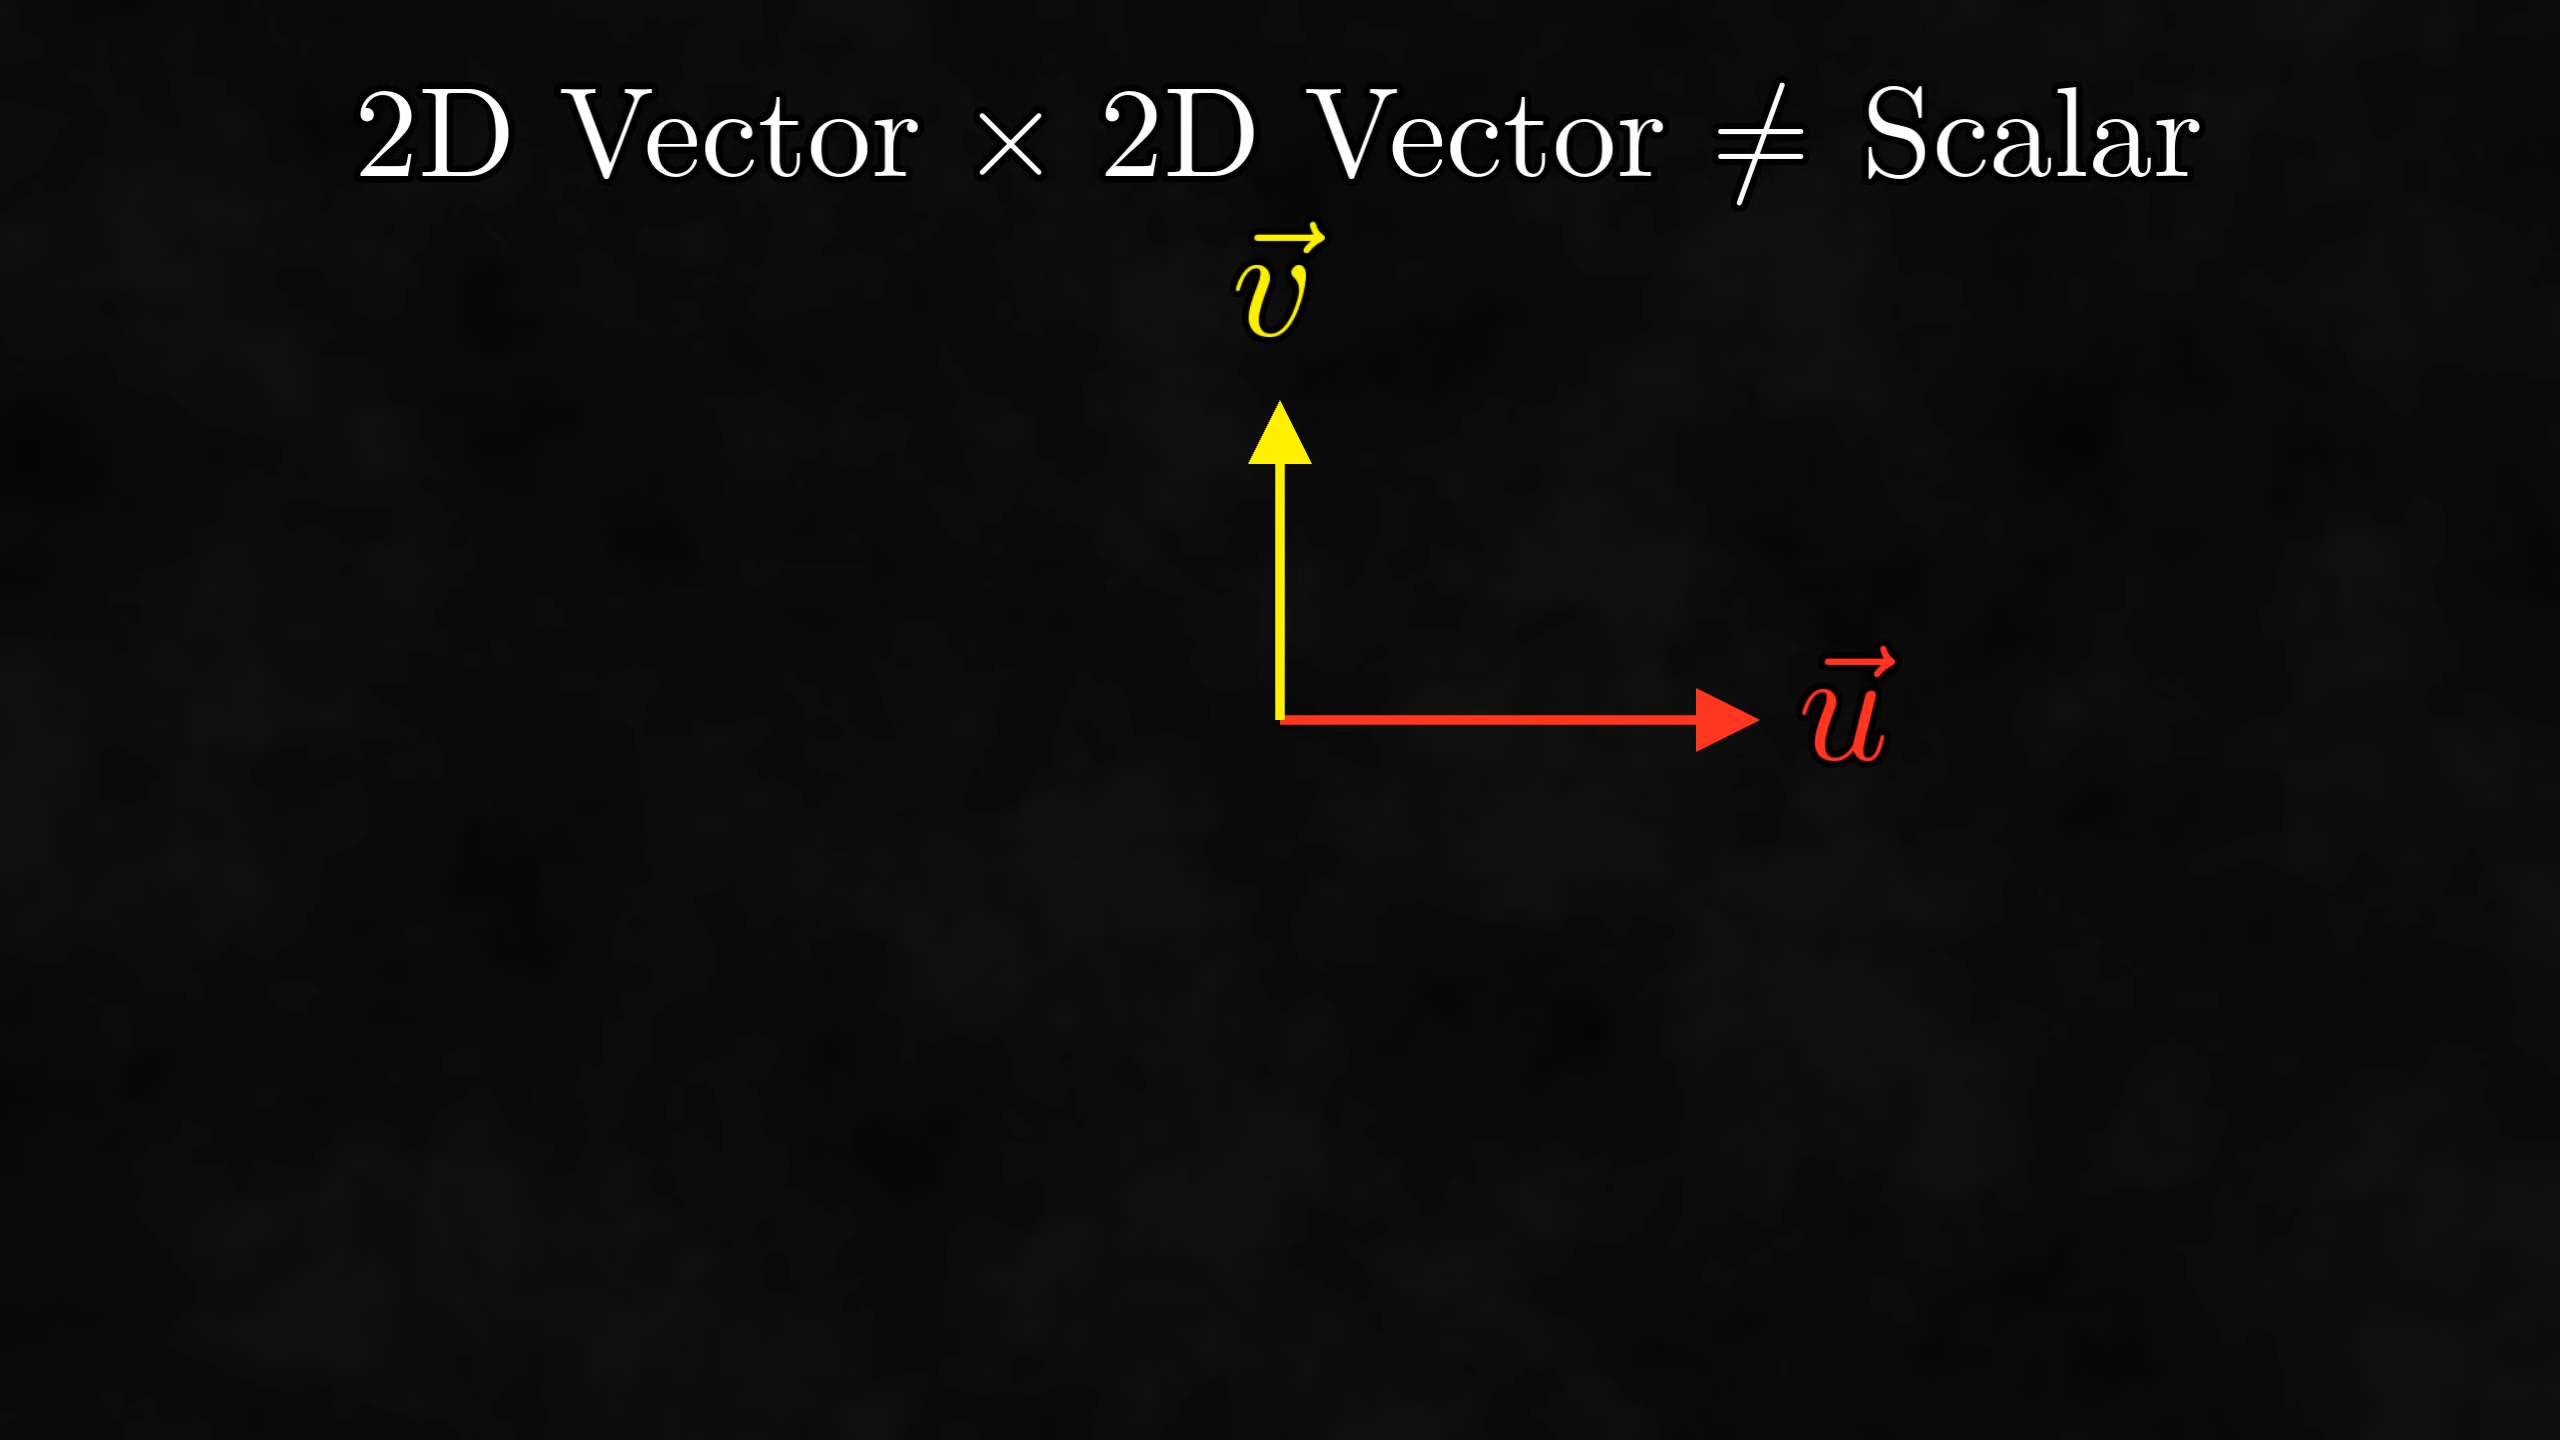 2D Vector × 2D Vector ≠ Scalar
v⃗
u⃗